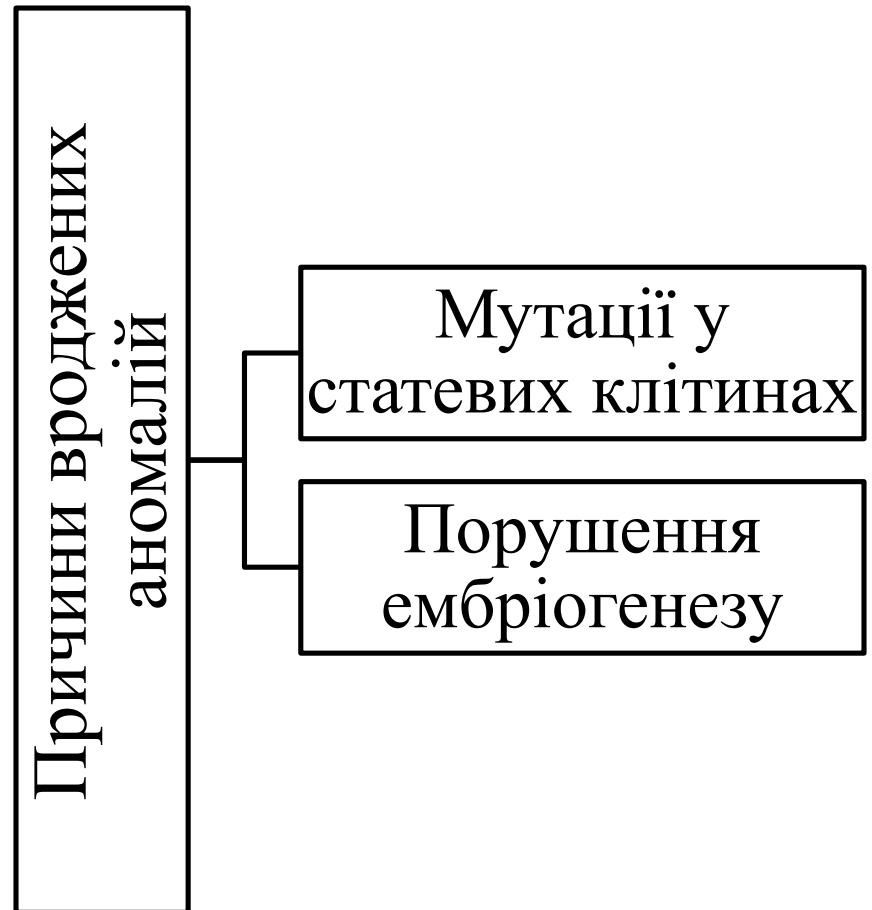 Причини вроджених
аномалій
Мутації у
статевих клітинах
Порушення
ембріогенезу